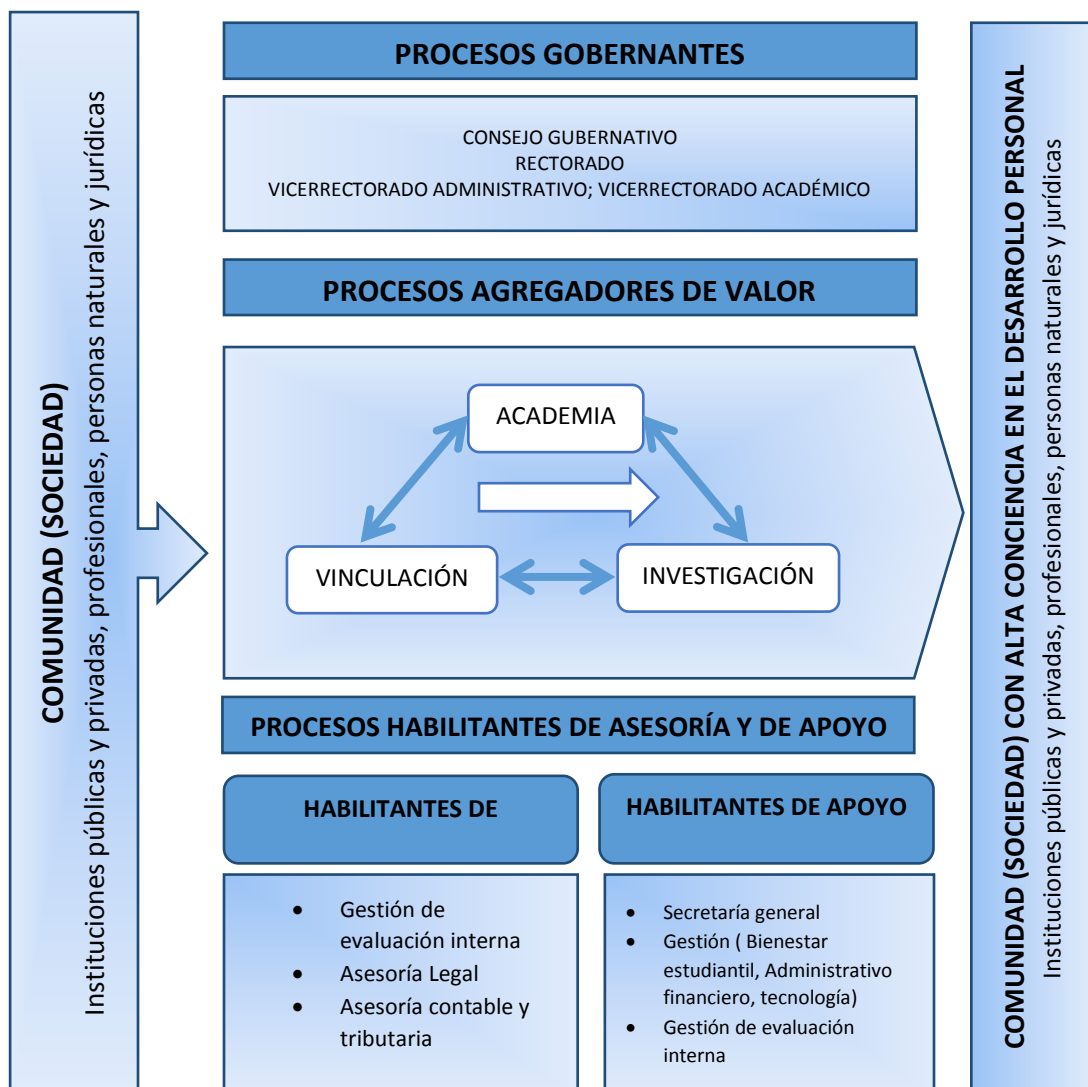 COMUNIDAD (SOCIEDAD)
Instituciones públicas y privadas, profesionales, personas naturales y jurídicas
PROCESOS GOBERNANTES
CONSEJO GUBERNATIVO
RECTORADO
VICERRECTORADO ADMINISTRATIVO; VICERRECTORADO ACADÉMICO
PROCESOS AGREGADORES DE VALOR
ACADEMIA
VINCULACIÓN
INVESTIGACIÓN
PROCESOS HABILITANTES DE ASESORÍA Y DE APOYO
HABILITANTES DE
• Gestión de
evaluación interna
• Asesoría Legal
• Asesoría contable y
tributaria
HABILITANTES DE APOYO
• Secretaría general
• Gestión ( Bienestar
estudiantil, Administrativo
financiero, tecnología)
• Gestión de evaluación
interna
COMUNIDAD (SOCIEDAD) CON ALTA CONCIENCIA EN EL DESARROLLO PERSONAL
Instituciones públicas y privadas, profesionales, personas naturales y jurídicas